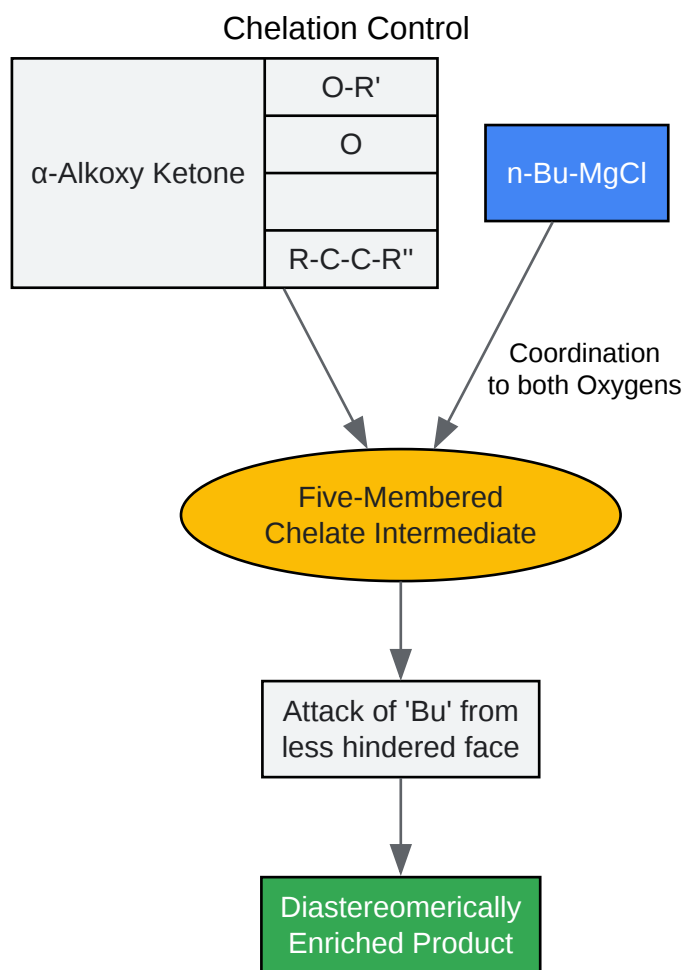 Chelation Control
α-Alkoxy Ketone
O-R'
O
R-C-C-R"
n-Bu-MgCl
Coordination
to both Oxygens
Five-Membered
Chelate Intermediate
Attack of 'Bu' from
less hindered face
Diastereomerically
Enriched Product